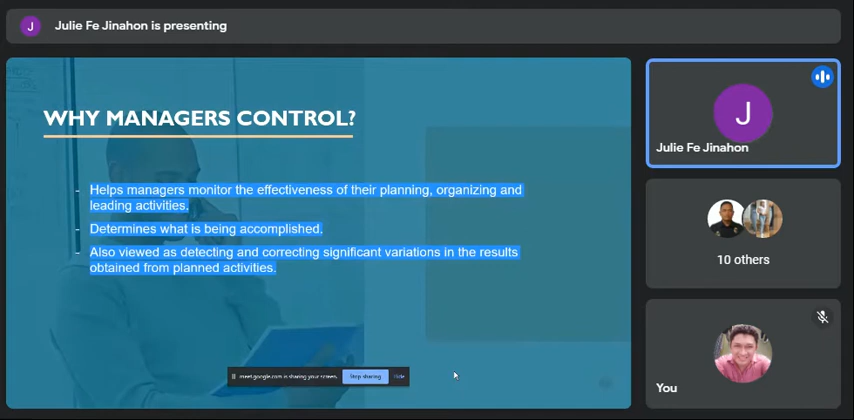 J Julie Fe Jinahon is presenting
WHY MANAGERS CONTROL?
- Helps managers monitor the effectiveness of their planning, organizing and
leading activities.
- Determines what is being accomplished.
- Also viewed as detecting and correcting significant variations in the results
obtained from planned activities.
meet.google.com is sharing your screen. Stop sharing Hide
J
Julie Fe Jinahon
10 others
You